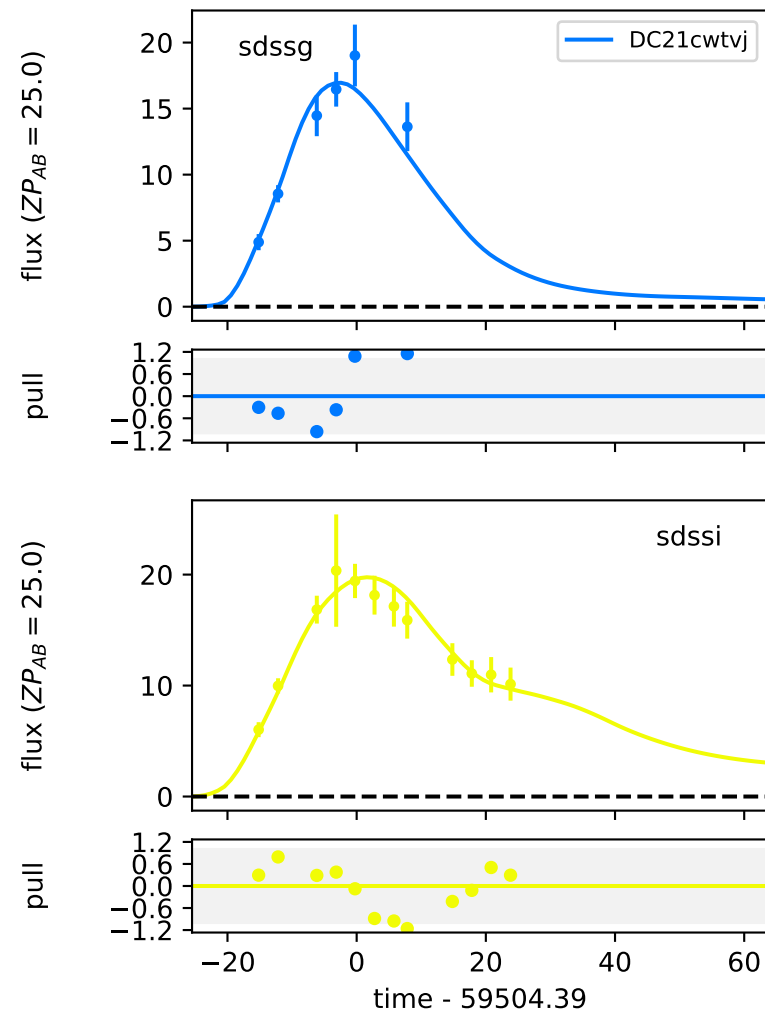 sdssg
DC21cwtvj
flux (ZP_AB = 25.0)
20
15
10
5
0
pull
1.2
0.6
0.0
−0.6
−1.2
sdssi
flux (ZP_AB = 25.0)
20
10
0
pull
1.2
0.6
0.0
−0.6
−1.2
−20 0 20 40 60
time - 59504.39